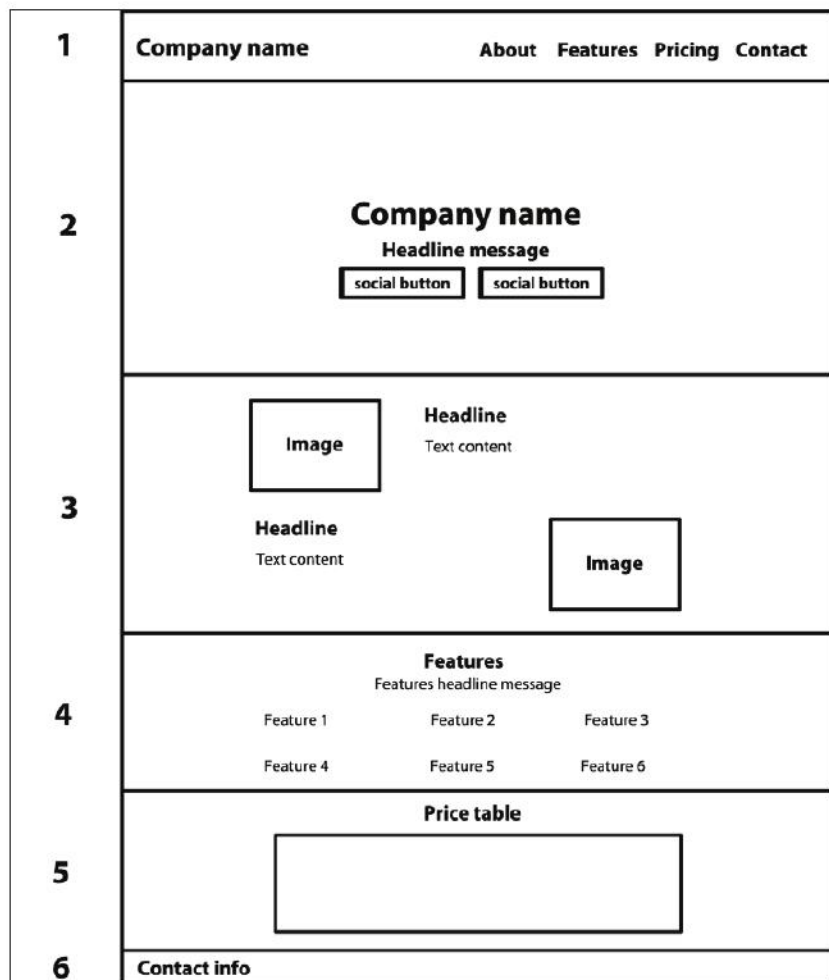 1
Company name
About Features Pricing Contact
2
Company name
Headline message
social button social button
3
Image
Headline
Text content
Headline
Text content
Image
4
Features
Features headline message
Feature 1 Feature 2 Feature 3
Feature 4 Feature 5 Feature 6
5
Price table
6
Contact info